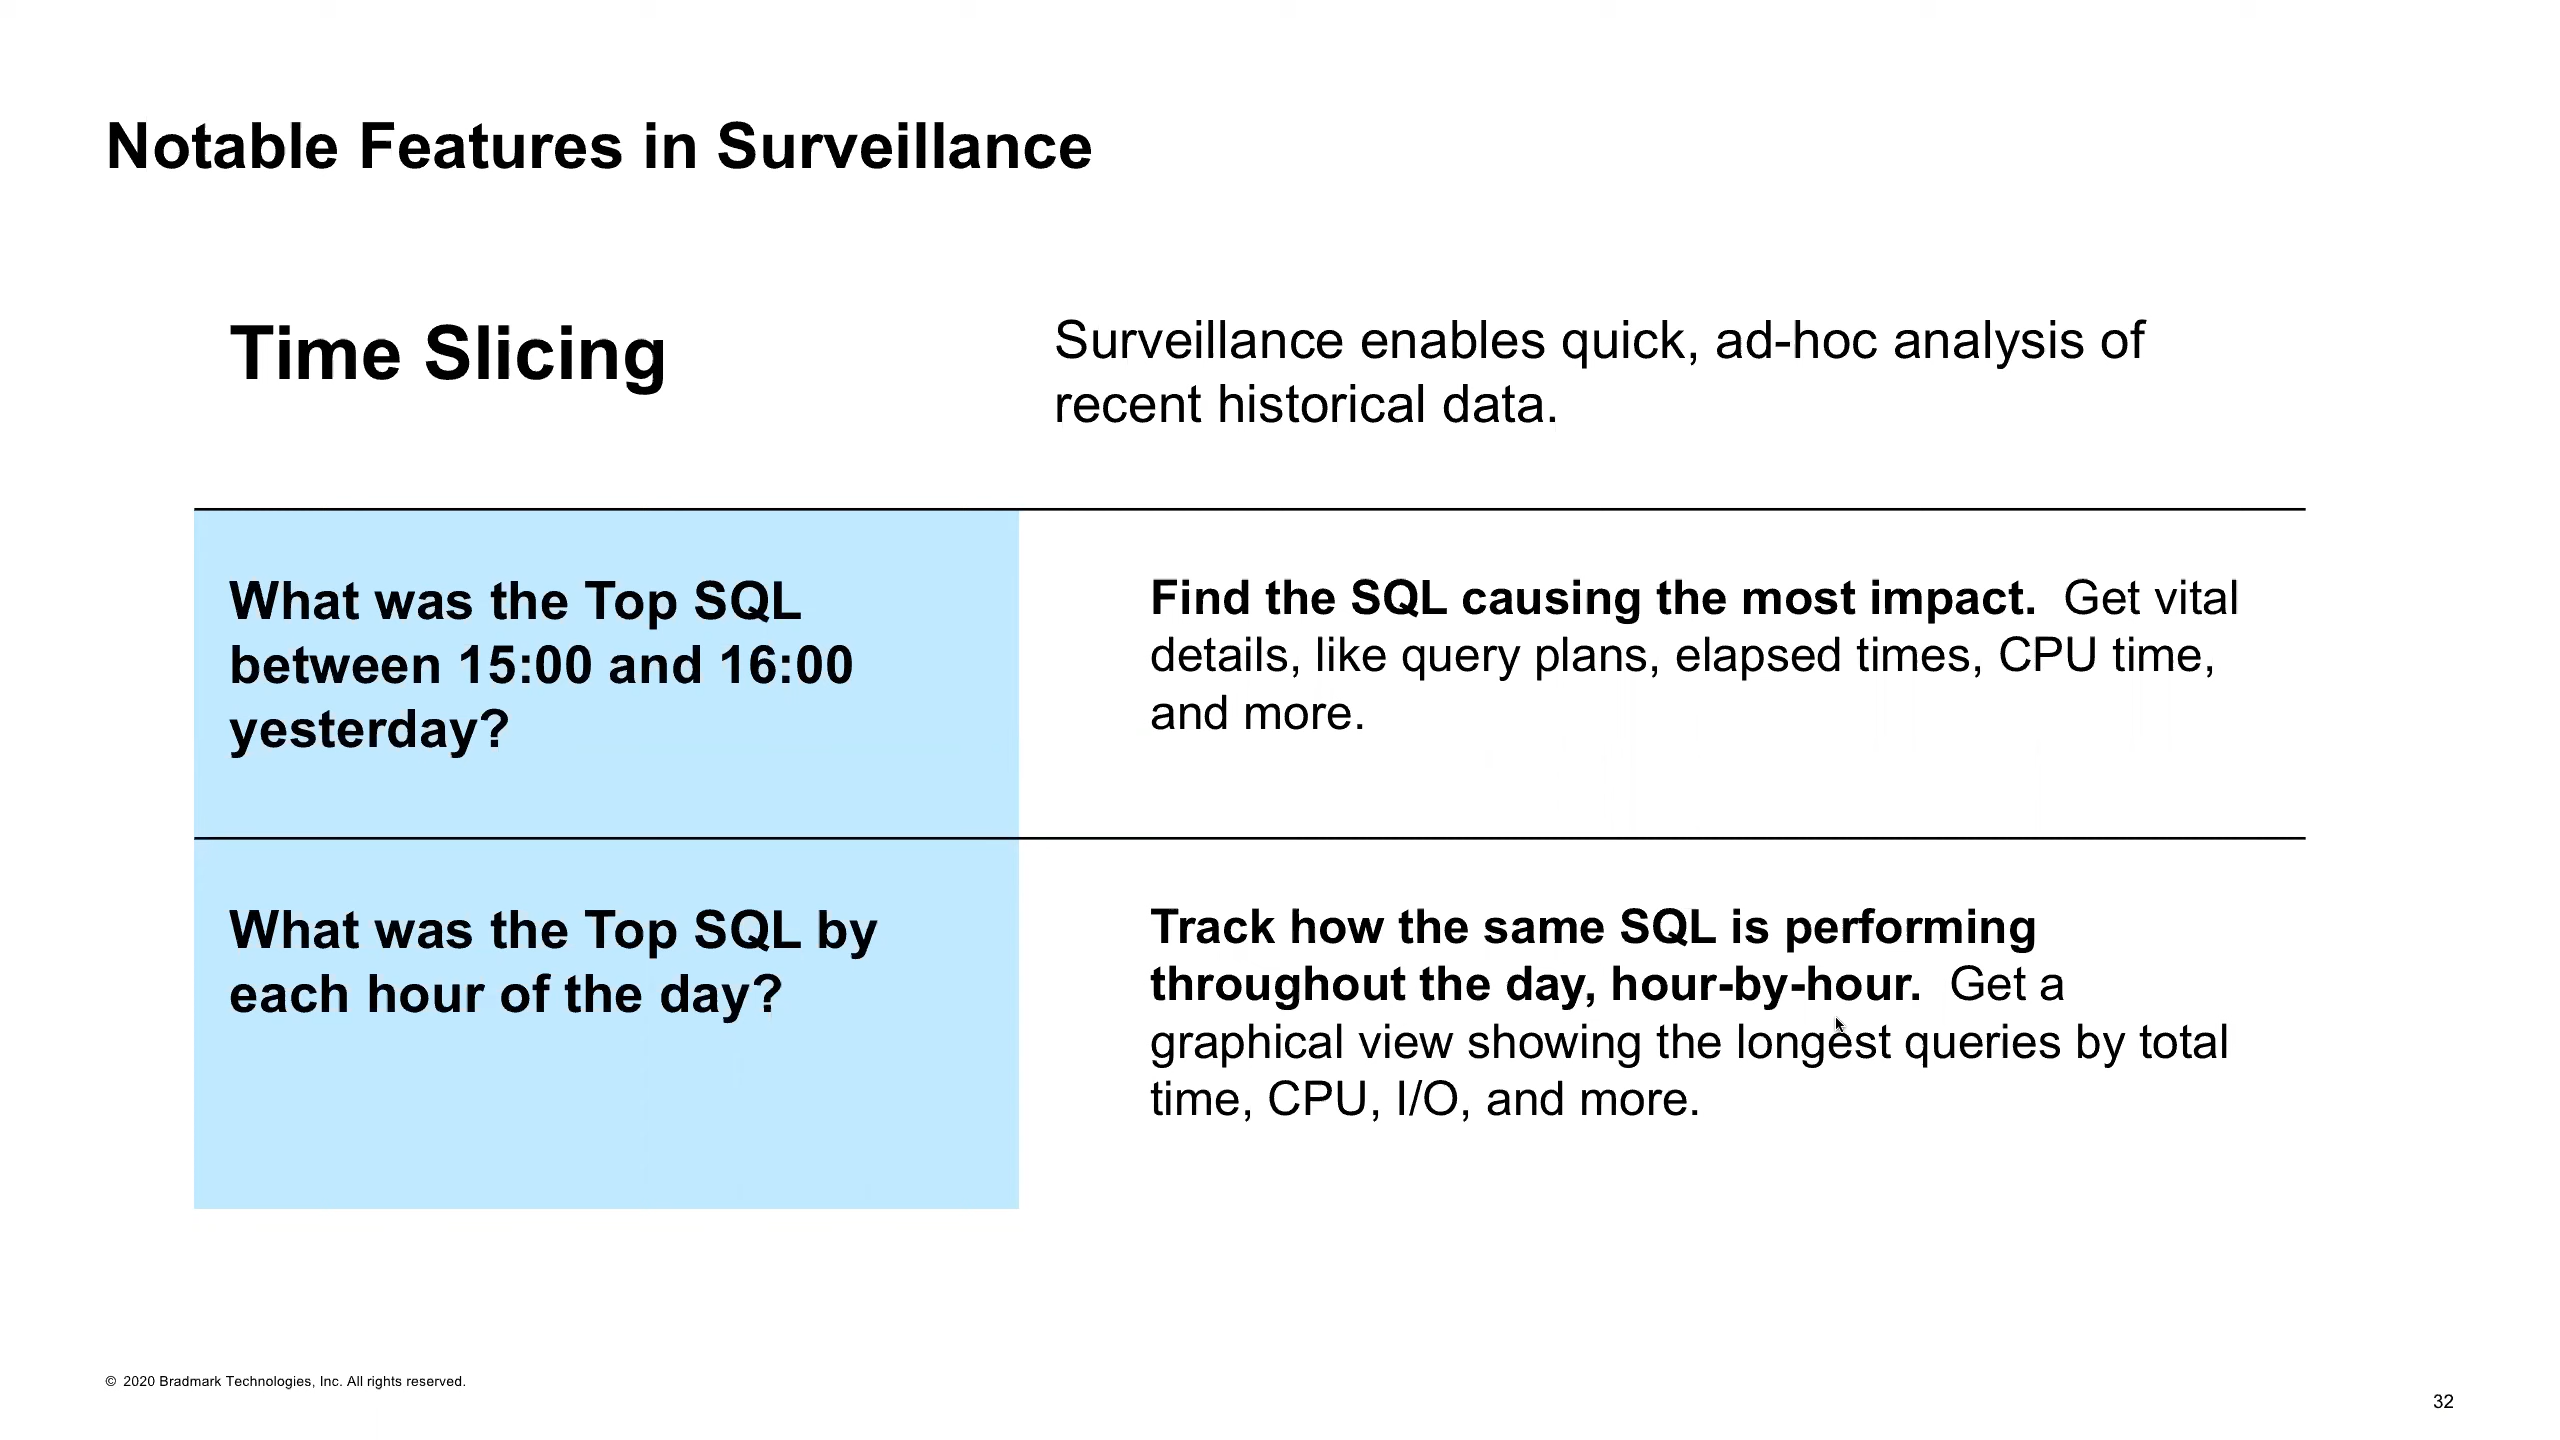 Notable Features in Surveillance
Time Slicing
Surveillance enables quick, ad-hoc analysis of
recent historical data.
What was the Top SQL
between 15:00 and 16:00
yesterday?
Find the SQL causing the most impact.  Get vital
details, like query plans, elapsed times, CPU time,
and more.
What was the Top SQL by
each hour of the day?
Track how the same SQL is performing
throughout the day, hour-by-hour.  Get a
graphical view showing the longest queries by total
time, CPU, I/O, and more.
© 2020 Bradmark Technologies, Inc. All rights reserved.
32